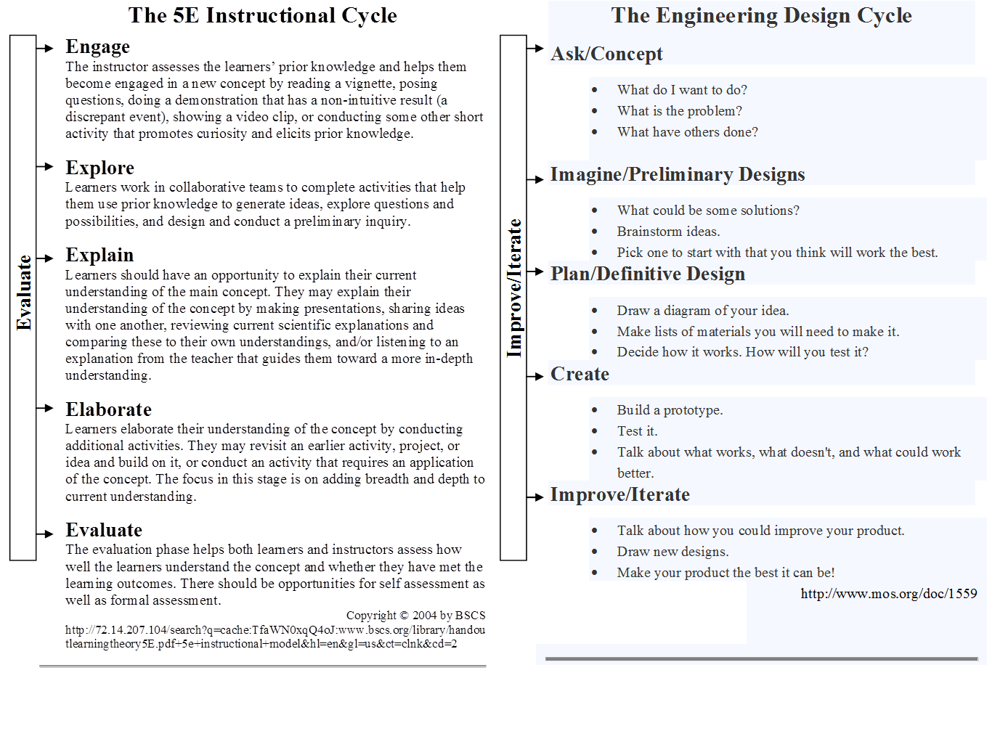 The 5E Instructional Cycle
Evaluate
Engage
The instructor assesses the learners’ prior knowledge and helps them
become engaged in a new concept by reading a vignette, posing
questions, doing a demonstration that has a non-intuitive result (a
discrepant event), showing a video clip, or conducting some other short
activity that promotes curiosity and elicits prior knowledge.
Explore
Learners work in collaborative teams to complete activities that help
them use prior knowledge to generate ideas, explore questions and
possibilities, and design and conduct a preliminary inquiry.
Explain
Learners should have an opportunity to explain their current
understanding of the main concept. They may explain their
understanding of the concept by making presentations, sharing ideas
with one another, reviewing current scientific explanations and
comparing these to their own understandings, and/or listening to an
explanation from the teacher that guides them toward a more in-depth
understanding.
Elaborate
Learners elaborate their understanding of the concept by conducting
additional activities. They may revisit an earlier activity, project, or
idea and build on it, or conduct an activity that requires an application
of the concept. The focus in this stage is on adding breadth and depth to
current understanding.
Evaluate
The evaluation phase helps both learners and instructors assess how
well the learners understand the concept and whether they have met the
learning outcomes. There should be opportunities for self assessment as
well as formal assessment.
Copyright © 2004 by BSCS
http://72.14.207.104/search?q=cache:TfaWN0xqQ4oJ:www.bscs.org/library/handou
tlearningtheory5E.pdf+5e+instructional+model&hl=en&gl=us&ct=clnk&cd=2
The Engineering Design Cycle
Improve/Iterate
Ask/Concept
• What do I want to do?
• What is the problem?
• What have others done?
Imagine/Preliminary Designs
• What could be some solutions?
• Brainstorm ideas.
• Pick one to start with that you think will work the best.
Plan/Definitive Design
• Draw a diagram of your idea.
• Make lists of materials you will need to make it.
• Decide how it works. How will you test it?
Create
• Build a prototype.
• Test it.
• Talk about what works, what doesn't, and what could work
better.
Improve/Iterate
• Talk about how you could improve your product.
• Draw new designs.
• Make your product the best it can be!
http://www.mos.org/doc/1559